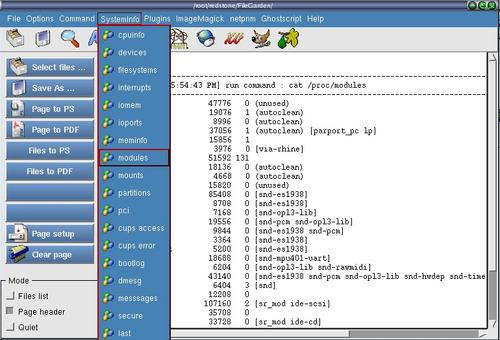 /root/redstone/FileGarden/
File Options Command SystemInfo Plugins ImageMagick netpnm Ghostscript Help
Select files ...
Save As ...
Page to PS
Page to PDF
Files to PS
Files to PDF
Page setup
Clear page
Mode
Files list
Page header
Quiet
cpuinfo
devices
filesystems
interrupts
iomem
ioports
meminfo
modules
mounts
partitions
pci
cups access
cups error
bootlog
dmesg
messsages
secure
last
5:54:43 PM] run command : cat /proc/modules
47776 0 (unused)
19076 1 (autoclean)
8996 0 (autoclean)
37056 1 (autoclean) [parport_pc lp]
15856 1
3976 0 [via-rhine]
51592 131
18136 0 (autoclean)
4668 0 (autoclean)
15820 0 (unused)
85408 0 [snd-es1938]
8708 0 [snd-es1938]
7168 0 [snd-opl3-lib]
19556 0 [snd-pcm snd-opl3-lib]
9844 0 [snd-es1938 snd-pcm]
3364 0 [snd-es1938]
5200 0 [snd-es1938]
18688 0 [snd-mpu401-uart]
6204 0 [snd-opl3-lib snd-rawmidi]
43140 0 [snd-es1938 snd-pcm snd-opl3-lib snd-hwdep snd-time
6404 3 [snd]
12208 0
107160 2 [sr_mod ide-scsi]
35708 0
33728 0 [sr_mod ide-cd]